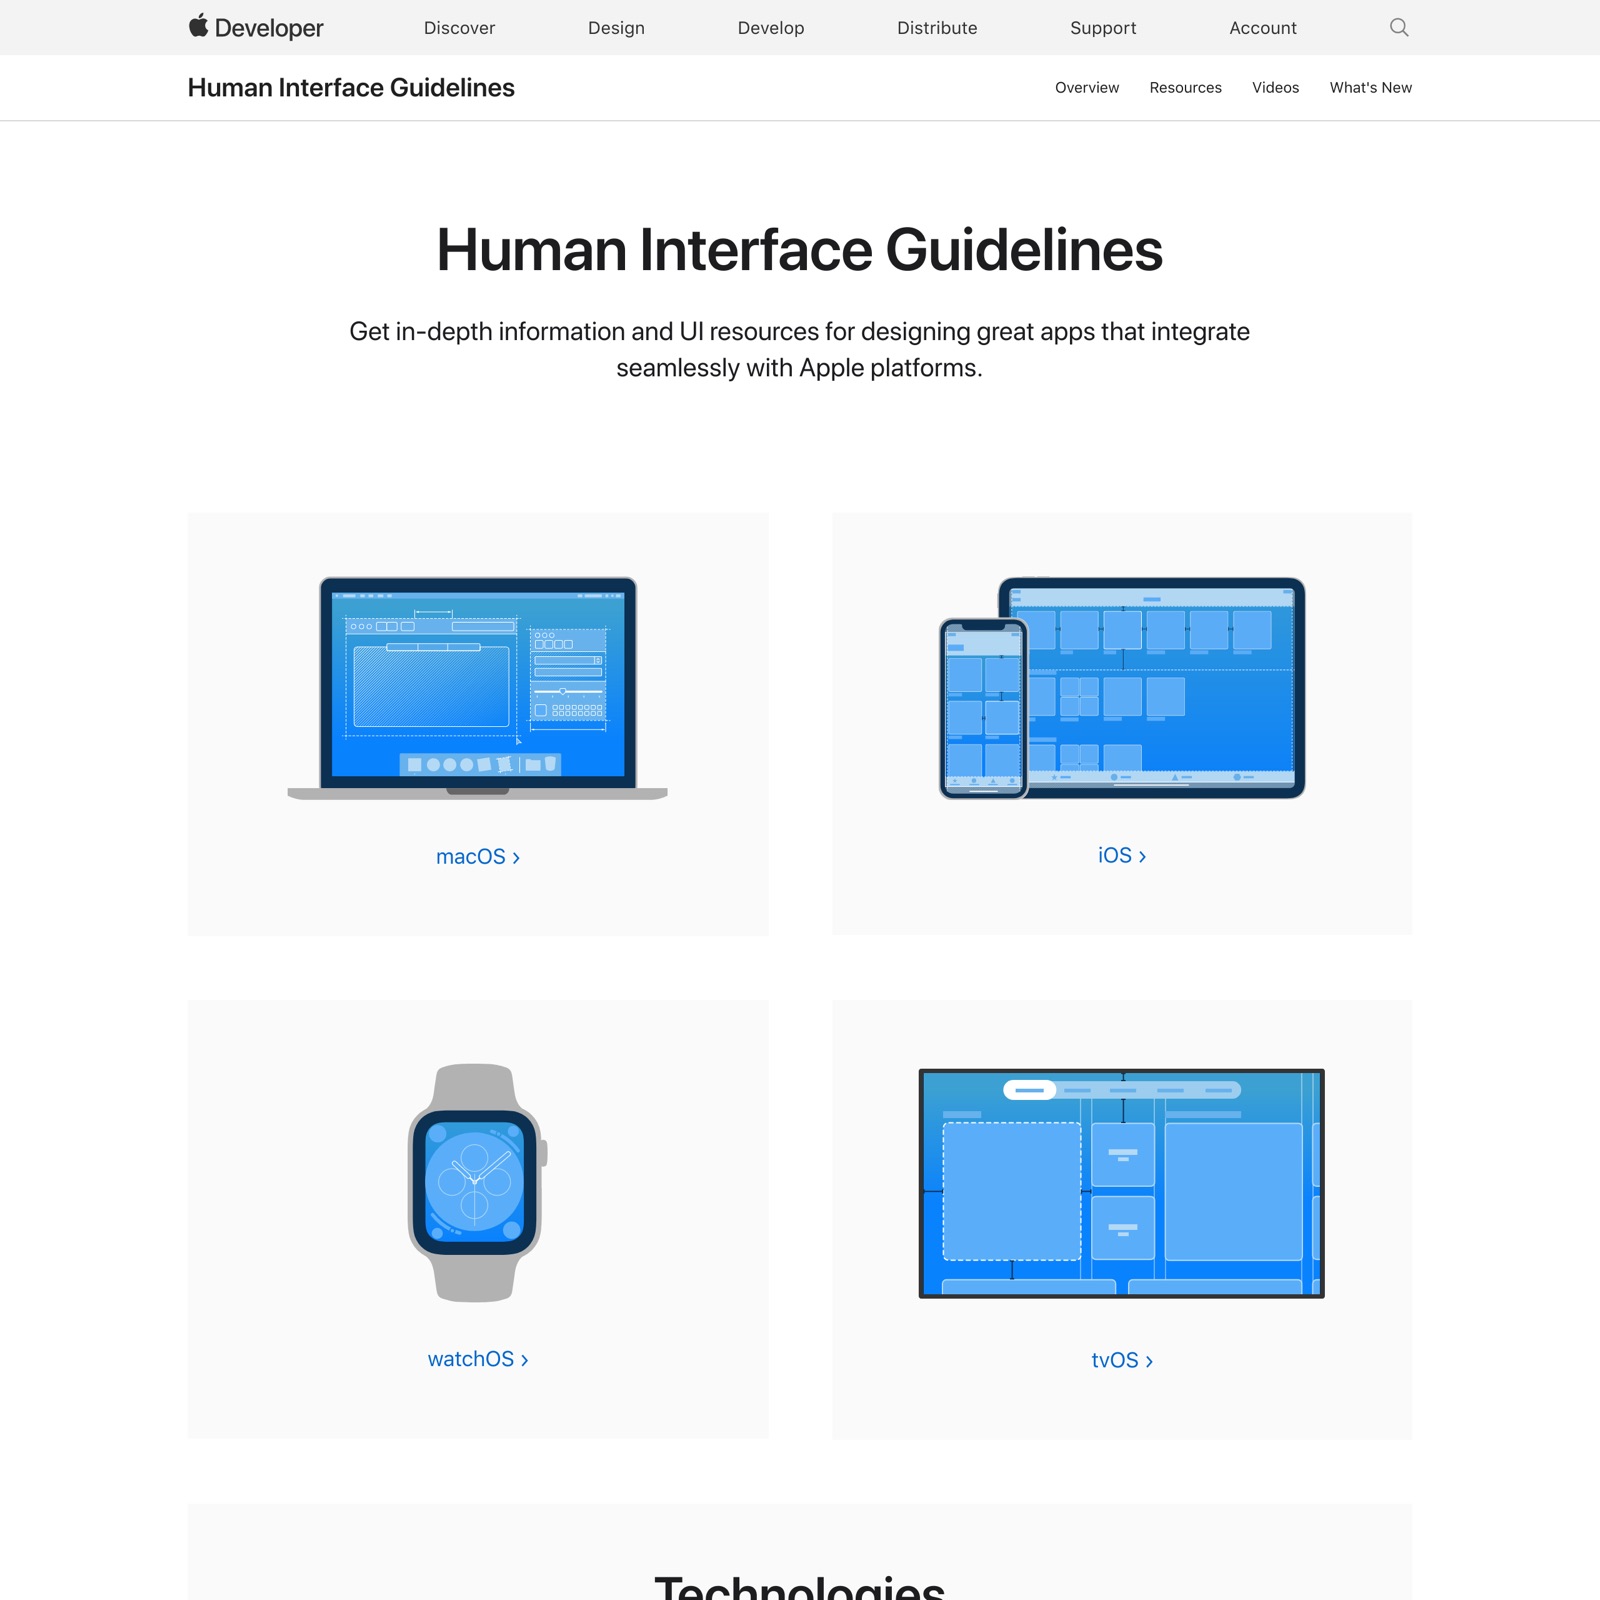 Developer
Discover
Design
Develop
Distribute
Support
Account
Human Interface Guidelines
Overview
Resources
Videos
What's New
Human Interface Guidelines
Get in-depth information and UI resources for designing great apps that integrate
seamlessly with Apple platforms.
macOS ›
iOS ›
watchOS ›
tvOS ›
Technologies